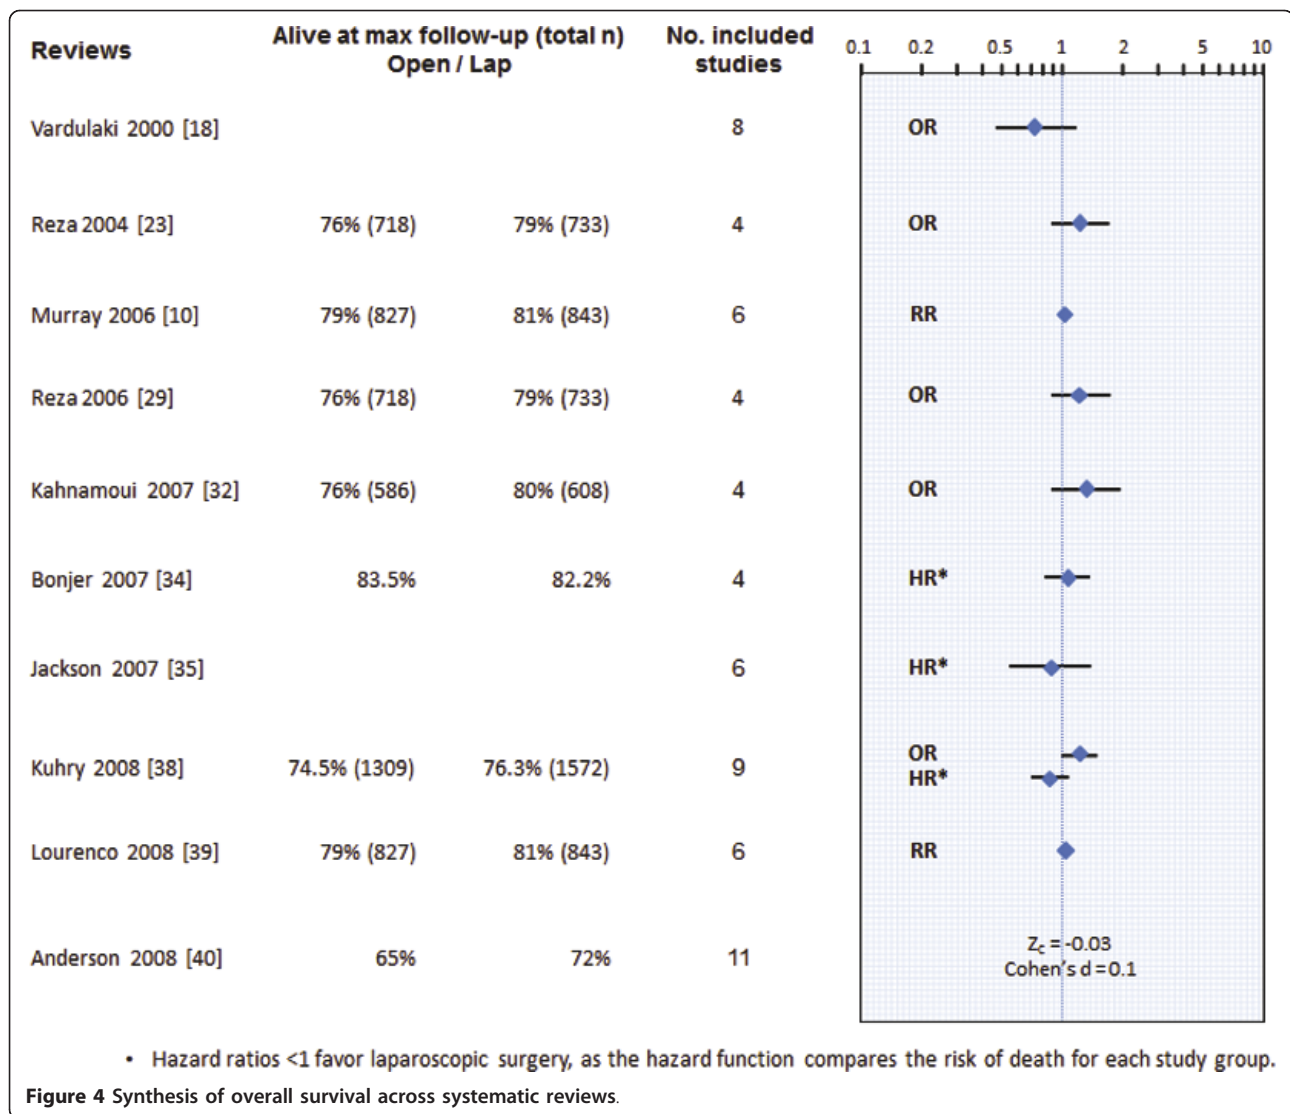 Reviews Alive at max follow-up (total n) No. included
Open / Lap studies
0.1 0.2 0.5 1 2 5 10
Vardulaki 2000 [18] 8 OR
Reza 2004 [23] 76% (718) 79% (733) 4 OR
Murray 2006 [10] 79% (827) 81% (843) 6 RR
Reza 2006 [29] 76% (718) 79% (733) 4 OR
Kahnamoui 2007 [32] 76% (586) 80% (608) 4 OR
Bonjer 2007 [34] 83.5% 82.2% 4 HR*
Jackson 2007 [35] 6 HR*
Kuhry 2008 [38] 74.5% (1309) 76.3% (1572) 9 OR
HR*
Lourenco 2008 [39] 79% (827) 81% (843) 6 RR
Anderson 2008 [40] 65% 72% 11 Zc = -0.03
Cohen's d = 0.1
• Hazard ratios <1 favor laparoscopic surgery, as the hazard function compares the risk of death for each study group.
Figure 4 Synthesis of overall survival across systematic reviews.